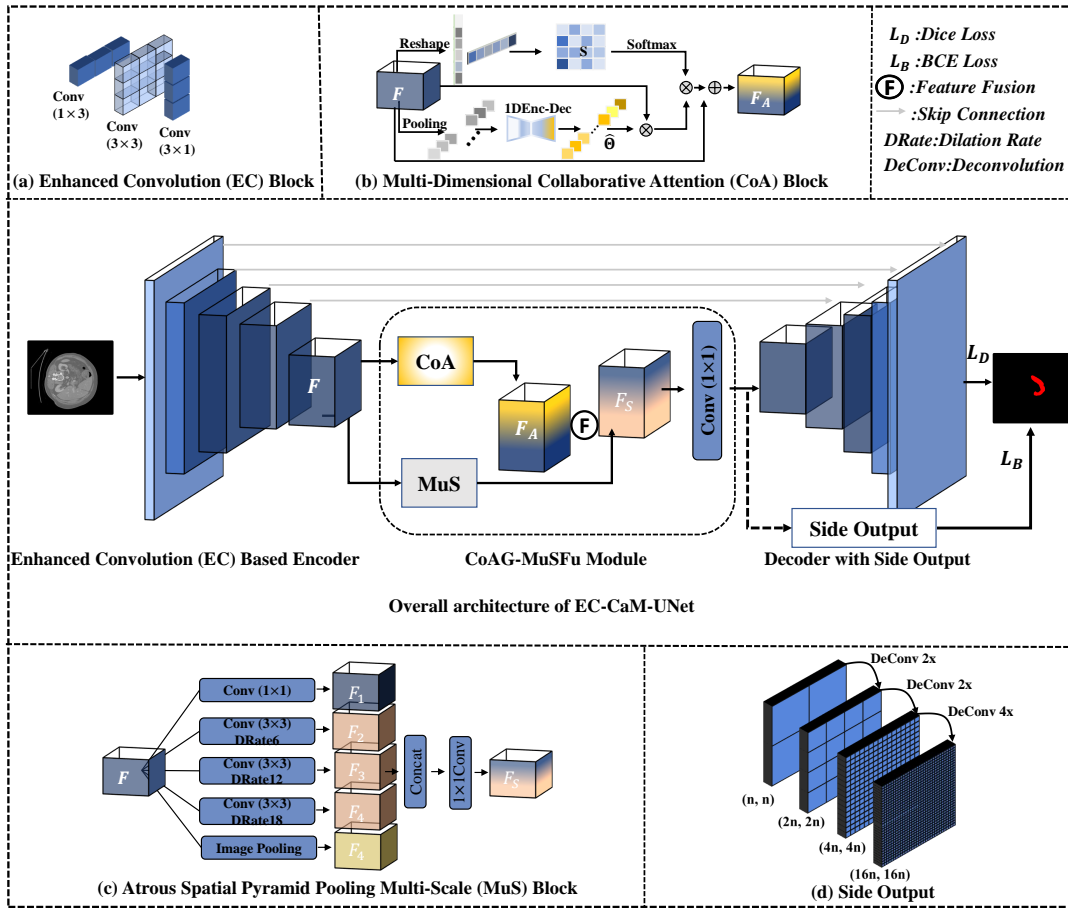 Conv
(1×3)
Conv
(3×3)
Conv
(3×1)
(a) Enhanced Convolution (EC) Block
Reshape
S
Softmax
F
F_A
1DEnc-Dec
Pooling
Θ̂
(b) Multi-Dimensional Collaborative Attention (CoA) Block
L_D :Dice Loss
L_B :BCE Loss
F :Feature Fusion
:Skip Connection
DRate:Dilation Rate
DeConv:Deconvolution
F
CoA
F_A
F
F_S
MuS
Conv (1×1)
L_D
L_B
Side Output
Enhanced Convolution (EC) Based Encoder
CoAG-MuSFu Module
Decoder with Side Output
Overall architecture of EC-CaM-UNet
F
Conv (1×1)
Conv (3×3)
DRate6
Conv (3×3)
DRate12
Conv (3×3)
DRate18
Image Pooling
F_1
F_2
F_3
F_4
F_4
Concat
1×1Conv
F_S
(c) Atrous Spatial Pyramid Pooling Multi-Scale (MuS) Block
DeConv 2x
DeConv 2x
DeConv 4x
(n, n)
(2n, 2n)
(4n, 4n)
(16n, 16n)
(d) Side Output